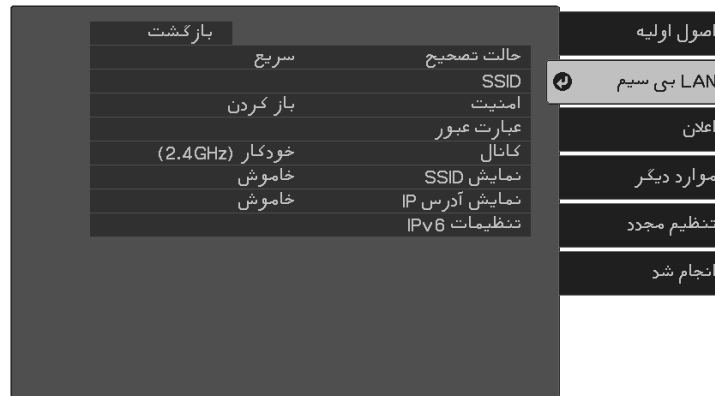 بازگشت
حالت تصحیح سریع
SSID
امنیت باز کردن
عبارت عبور
کانال خودکار (2.4GHz)
نمایش SSID خاموش
نمایش آدرس IP خاموش
تنظیمات IPv6
اصول اولیه
LAN بی سیم
اعلان
موارد دیگر
تنظیم مجدد
انجام شد